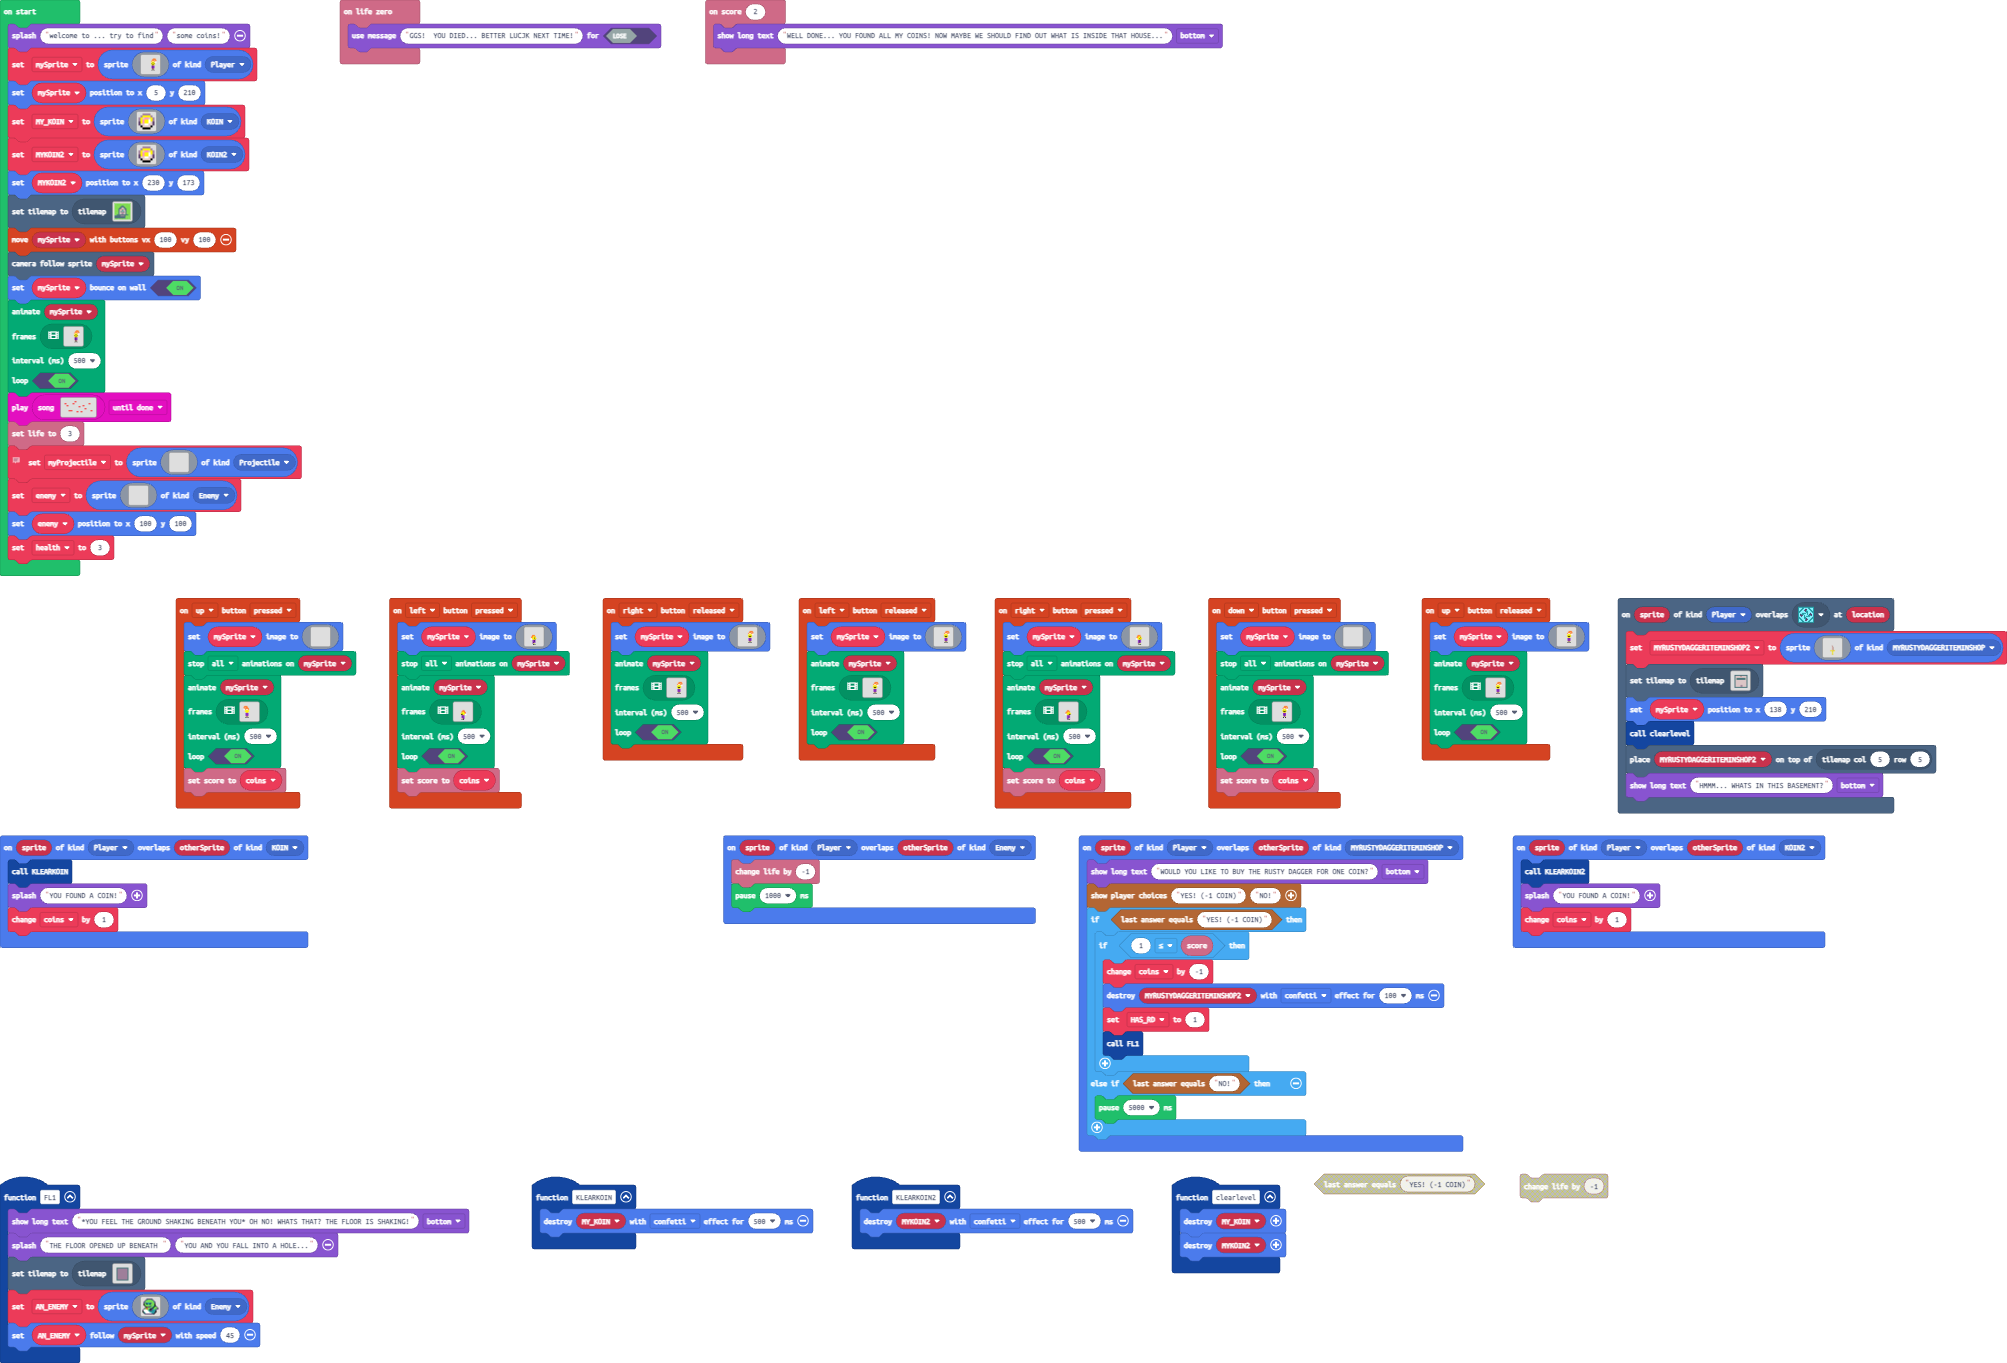 on start
splash "welcome to ... try to find" "some coins!"
set mySprite to sprite of kind Player
set mySprite position to x 5 y 210
set MY_KOIN to sprite of kind KOIN
set MYKOIN2 to sprite of kind KOIN2
set MYKOIN2 position to x 230 y 173
set tilemap to tilemap
move mySprite with buttons vx 100 vy 100
camera follow sprite mySprite
set mySprite bounce on wall ON
animate mySprite
frames
interval (ms) 500
loop ON
play song until done
set life to 3
set myProjectile to sprite of kind Projectile
set enemy to sprite of kind Enemy
set enemy position to x 100 y 100
set health to 3
on life zero
use message "GGS! YOU DIED... BETTER LUCJK NEXT TIME!" for LOSE
on score 2
show long text "WELL DONE... YOU FOUND ALL MY COINS! NOW MAYBE WE SHOULD FIND OUT WHAT IS INSIDE THAT HOUSE..." bottom
on up button pressed
set mySprite image to
stop all animations on mySprite
animate mySprite
frames
interval (ms) 500
loop ON
set score to coins
on left button pressed
set mySprite image to
stop all animations on mySprite
animate mySprite
frames
interval (ms) 500
loop ON
set score to coins
on right button released
set mySprite image to
animate mySprite
frames
interval (ms) 500
loop ON
on left button released
set mySprite image to
animate mySprite
frames
interval (ms) 500
loop ON
on right button pressed
set mySprite image to
stop all animations on mySprite
animate mySprite
frames
interval (ms) 500
loop ON
set score to coins
on down button pressed
set mySprite image to
stop all animations on mySprite
animate mySprite
frames
interval (ms) 500
loop ON
set score to coins
on up button released
set mySprite image to
animate mySprite
frames
interval (ms) 500
loop ON
on sprite of kind Player overlaps at location
set MYRUSTYDAGGERITEMINSHOP2 to sprite of kind MYRUSTYDAGGERITEMINSHOP
set tilemap to tilemap
set mySprite position to x 138 y 210
call clearlevel
place MYRUSTYDAGGERITEMINSHOP2 on top of tilemap col 5 row 5
show long text "HMMM... WHATS IN THIS BASEMENT?" bottom
on sprite of kind Player overlaps otherSprite of kind KOIN
call KLEARKOIN
splash "YOU FOUND A COIN!"
change coins by 1
on sprite of kind Player overlaps otherSprite of kind Enemy
change life by -1
pause 1000 ms
on sprite of kind Player overlaps otherSprite of kind MYRUSTYDAGGERITEMINSHOP
show long text "WOULD YOU LIKE TO BUY THE RUSTY DAGGER FOR ONE COIN?" bottom
show player choices "YES! (-1 COIN)" "NO!"
if last answer equals "YES! (-1 COIN)" then
if 1 ≤ score then
change coins by -1
destroy MYRUSTYDAGGERITEMINSHOP2 with confetti effect for 100 ms
set HAS_RD to 1
call FL1
else if last answer equals "NO!" then
pause 5000 ms
on sprite of kind Player overlaps otherSprite of kind KOIN2
call KLEARKOIN2
splash "YOU FOUND A COIN!"
change coins by 1
function FL1
show long text "*YOU FEEL THE GROUND SHAKING BENEATH YOU* OH NO! WHATS THAT? THE FLOOR IS SHAKING!" bottom
splash "THE FLOOR OPENED UP BENEATH " "YOU AND YOU FALL INTO A HOLE..."
set tilemap to tilemap
set AN_ENEMY to sprite of kind Enemy
set AN_ENEMY follow mySprite with speed 45
function KLEARKOIN
destroy MY_KOIN with confetti effect for 500 ms
function KLEARKOIN2
destroy MYKOIN2 with confetti effect for 500 ms
function clearlevel
destroy MY_KOIN
destroy MYKOIN2
last answer equals "YES! (-1 COIN)"
change life by -1